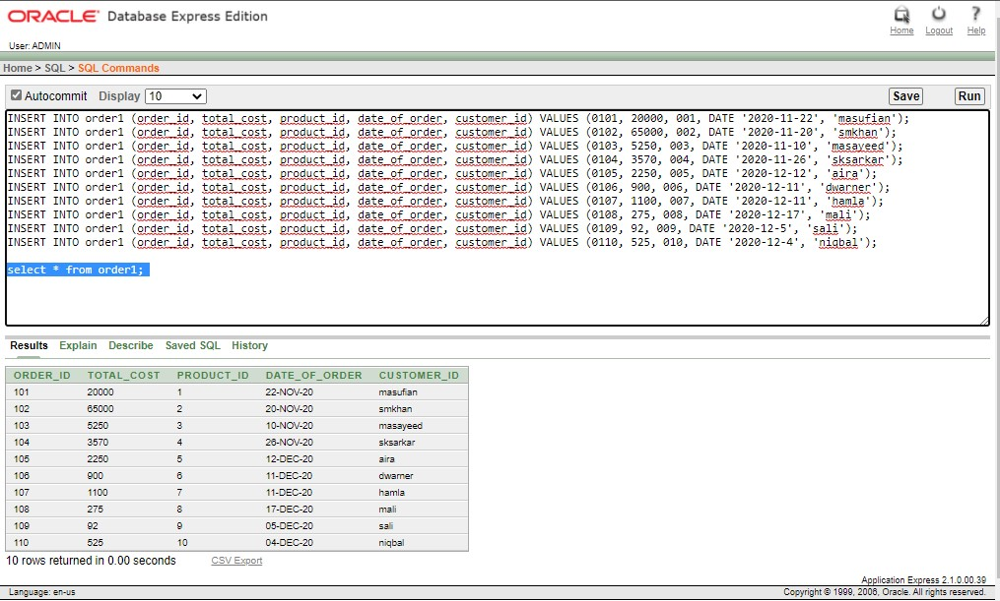 ORACLE® Database Express Edition
Home Logout Help
User: ADMIN
Home > SQL > SQL Commands
Autocommit Display 10 Save Run
INSERT INTO order1 (order_id, total_cost, product_id, date_of_order, customer_id) VALUES (0101, 20000, 001, DATE '2020-11-22', 'masufian');
INSERT INTO order1 (order_id, total_cost, product_id, date_of_order, customer_id) VALUES (0102, 65000, 002, DATE '2020-11-20', 'smkhan');
INSERT INTO order1 (order_id, total_cost, product_id, date_of_order, customer_id) VALUES (0103, 5250, 003, DATE '2020-11-10', 'masayeed');
INSERT INTO order1 (order_id, total_cost, product_id, date_of_order, customer_id) VALUES (0104, 3570, 004, DATE '2020-11-26', 'sksarkar');
INSERT INTO order1 (order_id, total_cost, product_id, date_of_order, customer_id) VALUES (0105, 2250, 005, DATE '2020-12-12', 'aira');
INSERT INTO order1 (order_id, total_cost, product_id, date_of_order, customer_id) VALUES (0106, 900, 006, DATE '2020-12-11', 'dwarner');
INSERT INTO order1 (order_id, total_cost, product_id, date_of_order, customer_id) VALUES (0107, 1100, 007, DATE '2020-12-11', 'hamla');
INSERT INTO order1 (order_id, total_cost, product_id, date_of_order, customer_id) VALUES (0108, 275, 008, DATE '2020-12-17', 'mali');
INSERT INTO order1 (order_id, total_cost, product_id, date_of_order, customer_id) VALUES (0109, 92, 009, DATE '2020-12-5', 'sali');
INSERT INTO order1 (order_id, total_cost, product_id, date_of_order, customer_id) VALUES (0110, 525, 010, DATE '2020-12-4', 'niqbal');
select * from order1;
Results Explain Describe Saved SQL History
ORDER_ID TOTAL_COST PRODUCT_ID DATE_OF_ORDER CUSTOMER_ID
101 20000 1 22-NOV-20 masufian
102 65000 2 20-NOV-20 smkhan
103 5250 3 10-NOV-20 masayeed
104 3570 4 26-NOV-20 sksarkar
105 2250 5 12-DEC-20 aira
106 900 6 11-DEC-20 dwarner
107 1100 7 11-DEC-20 hamla
108 275 8 17-DEC-20 mali
109 92 9 05-DEC-20 sali
110 525 10 04-DEC-20 niqbal
10 rows returned in 0.00 seconds CSV Export
Application Express 2.1.0.00.39
Language: en-us Copyright © 1999, 2006, Oracle. All rights reserved.